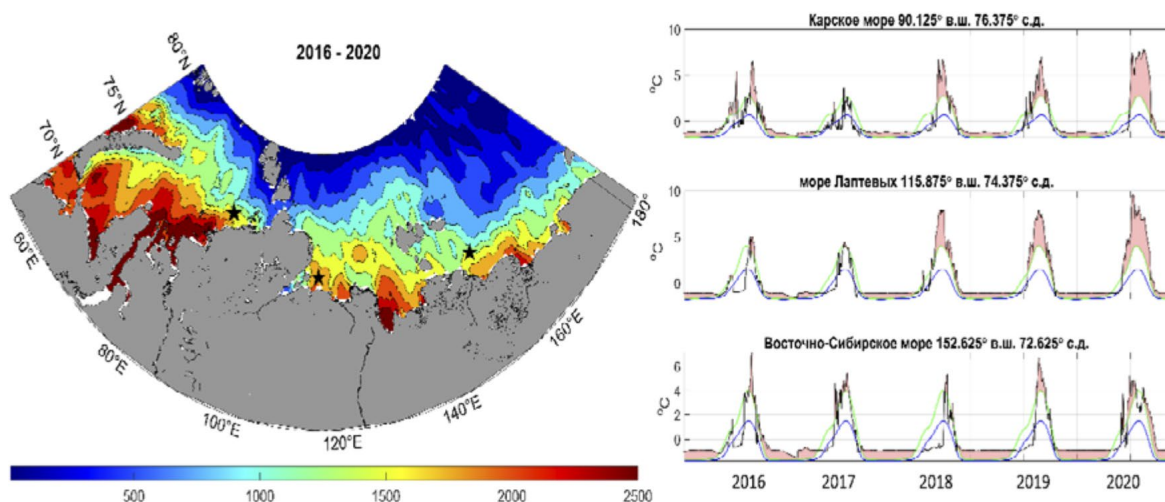 2016 - 2020
80°N
75°N
70°N
60°E
80°E
100°E
120°E
140°E
160°E
180°
500
1000
1500
2000
2500
Карское море 90.125° в.ш. 76.375° с.д.
10
5
0
°C
море Лаптевых 115.875° в.ш. 74.375° с.д.
10
5
0
°C
Восточно-Сибирское море 152.625° в.ш. 72.625° с.д.
6
4
2
0
°C
2016
2017
2018
2019
2020